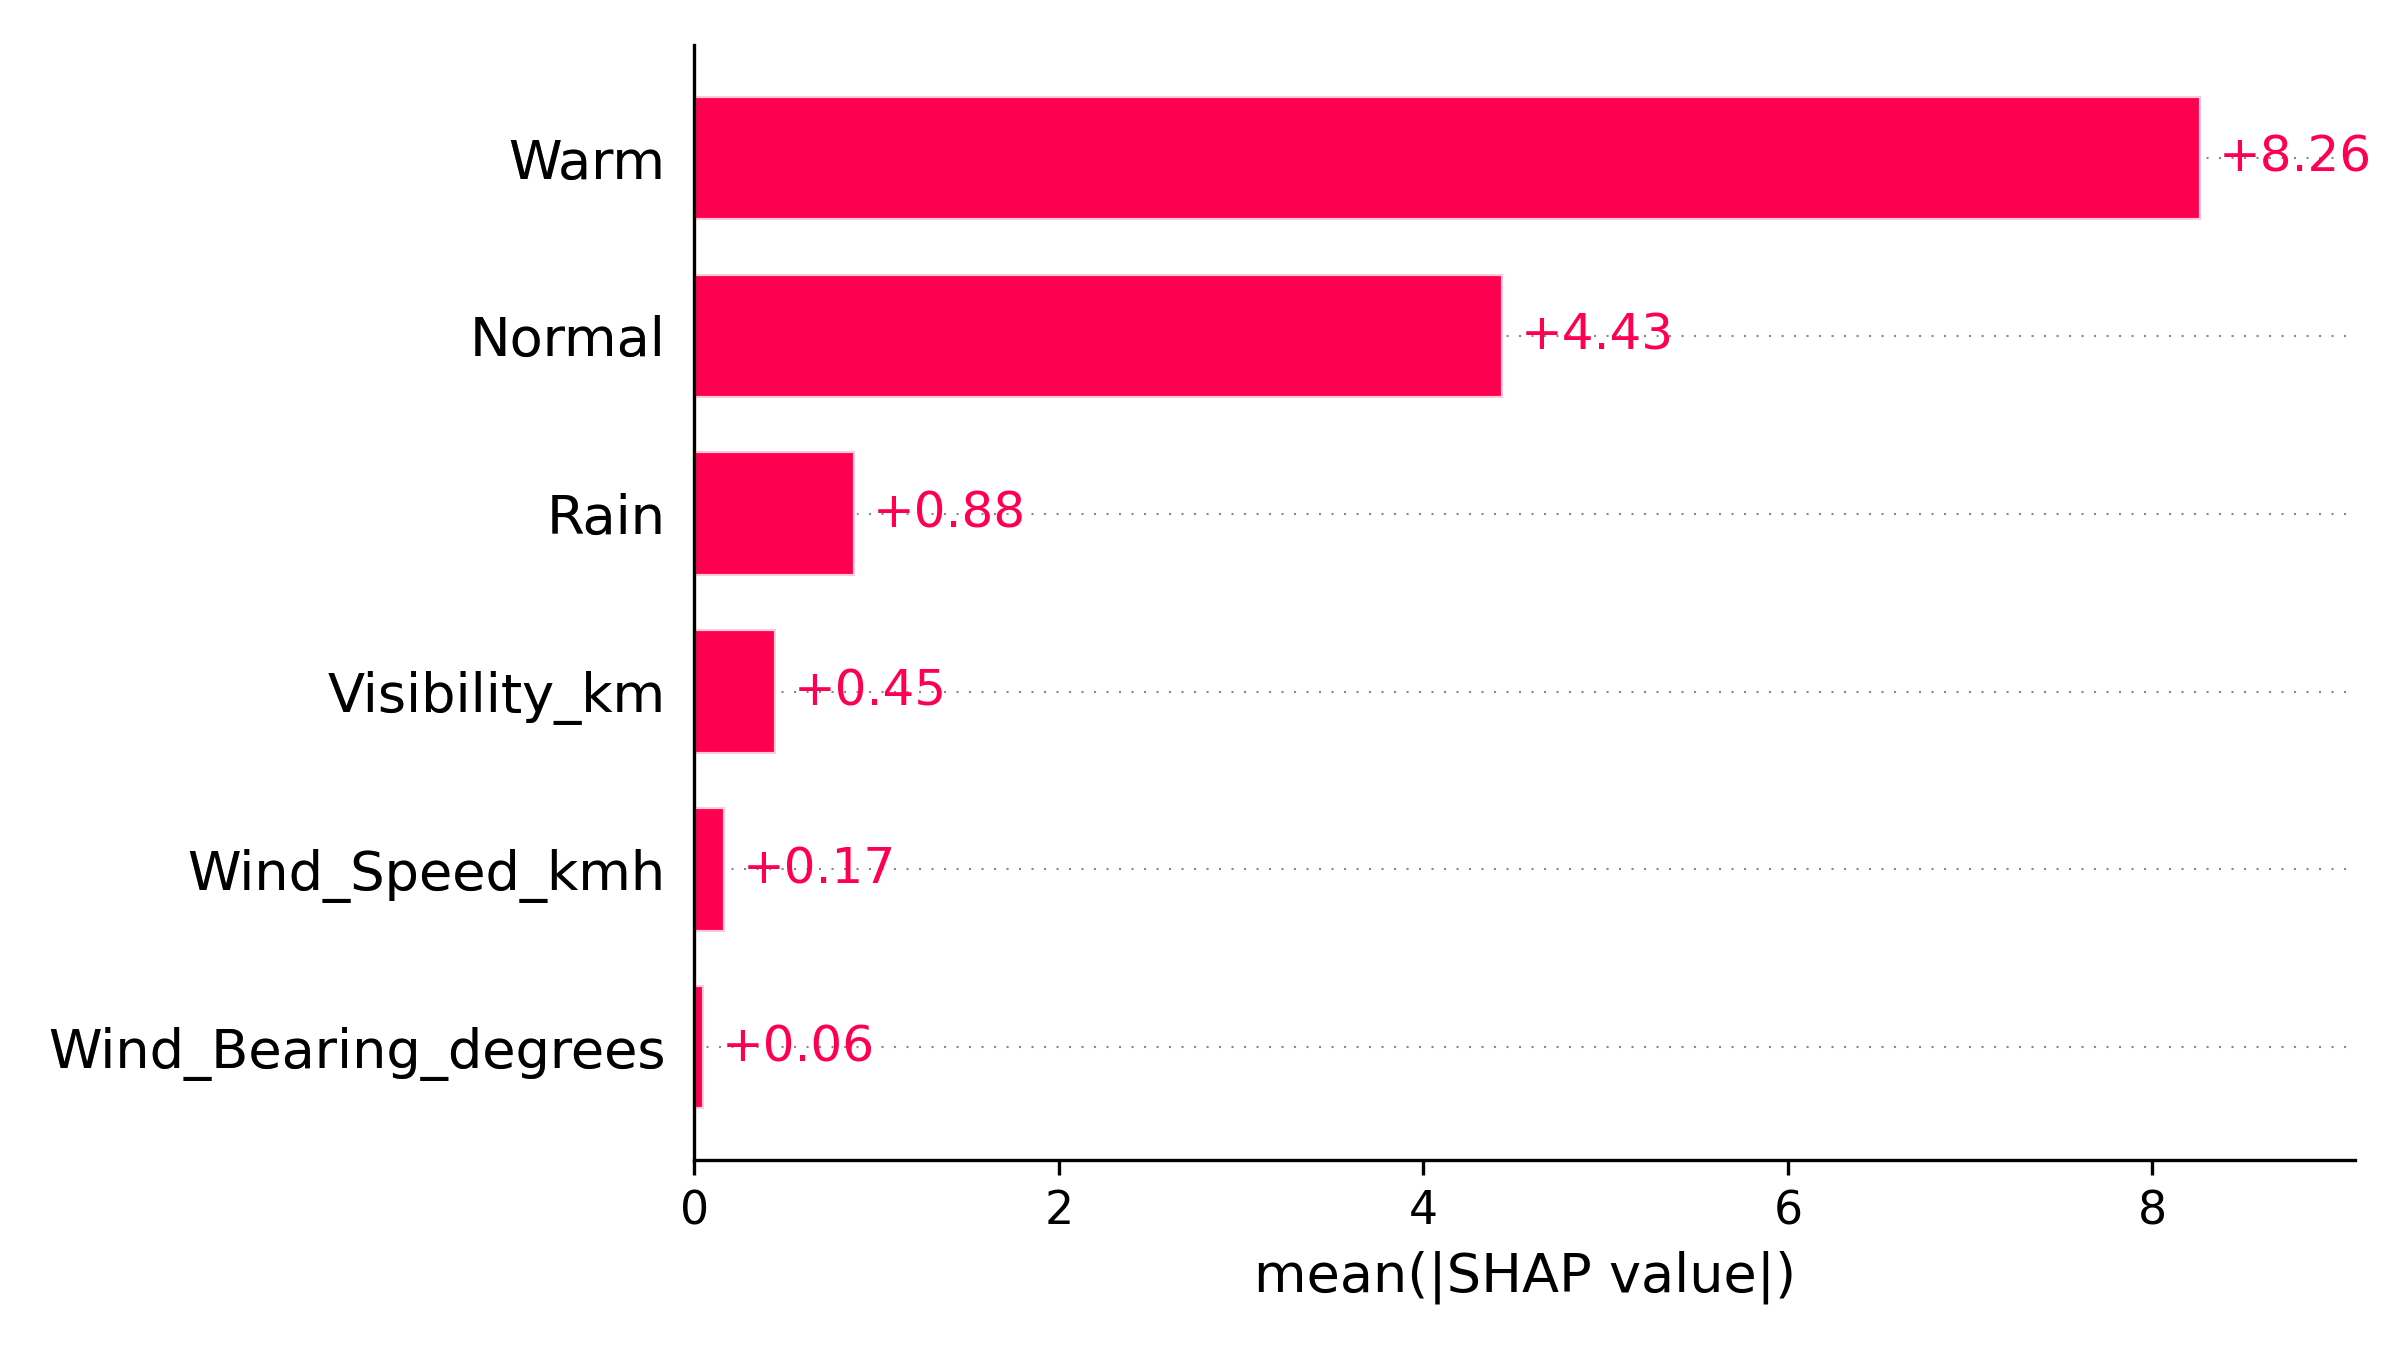 Warm +8.26
Normal +4.43
Rain +0.88
Visibility_km +0.45
Wind_Speed_kmh +0.17
Wind_Bearing_degrees +0.06
0 2 4 6 8
mean(|SHAP value|)